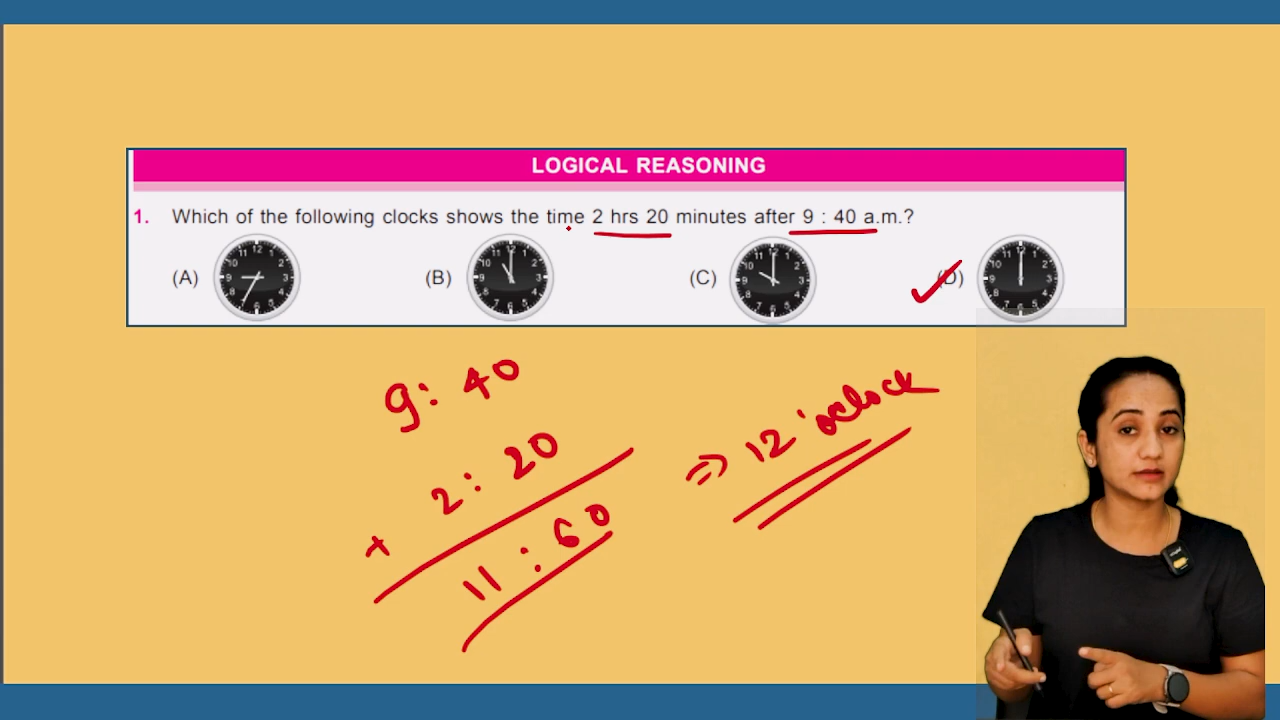 LOGICAL REASONING
1. Which of the following clocks shows the time 2 hrs 20 minutes after 9 : 40 a.m.?
(A) (B) (C) (D)
9:40
+ 2:20
11:60
⇒ 12 'oclock